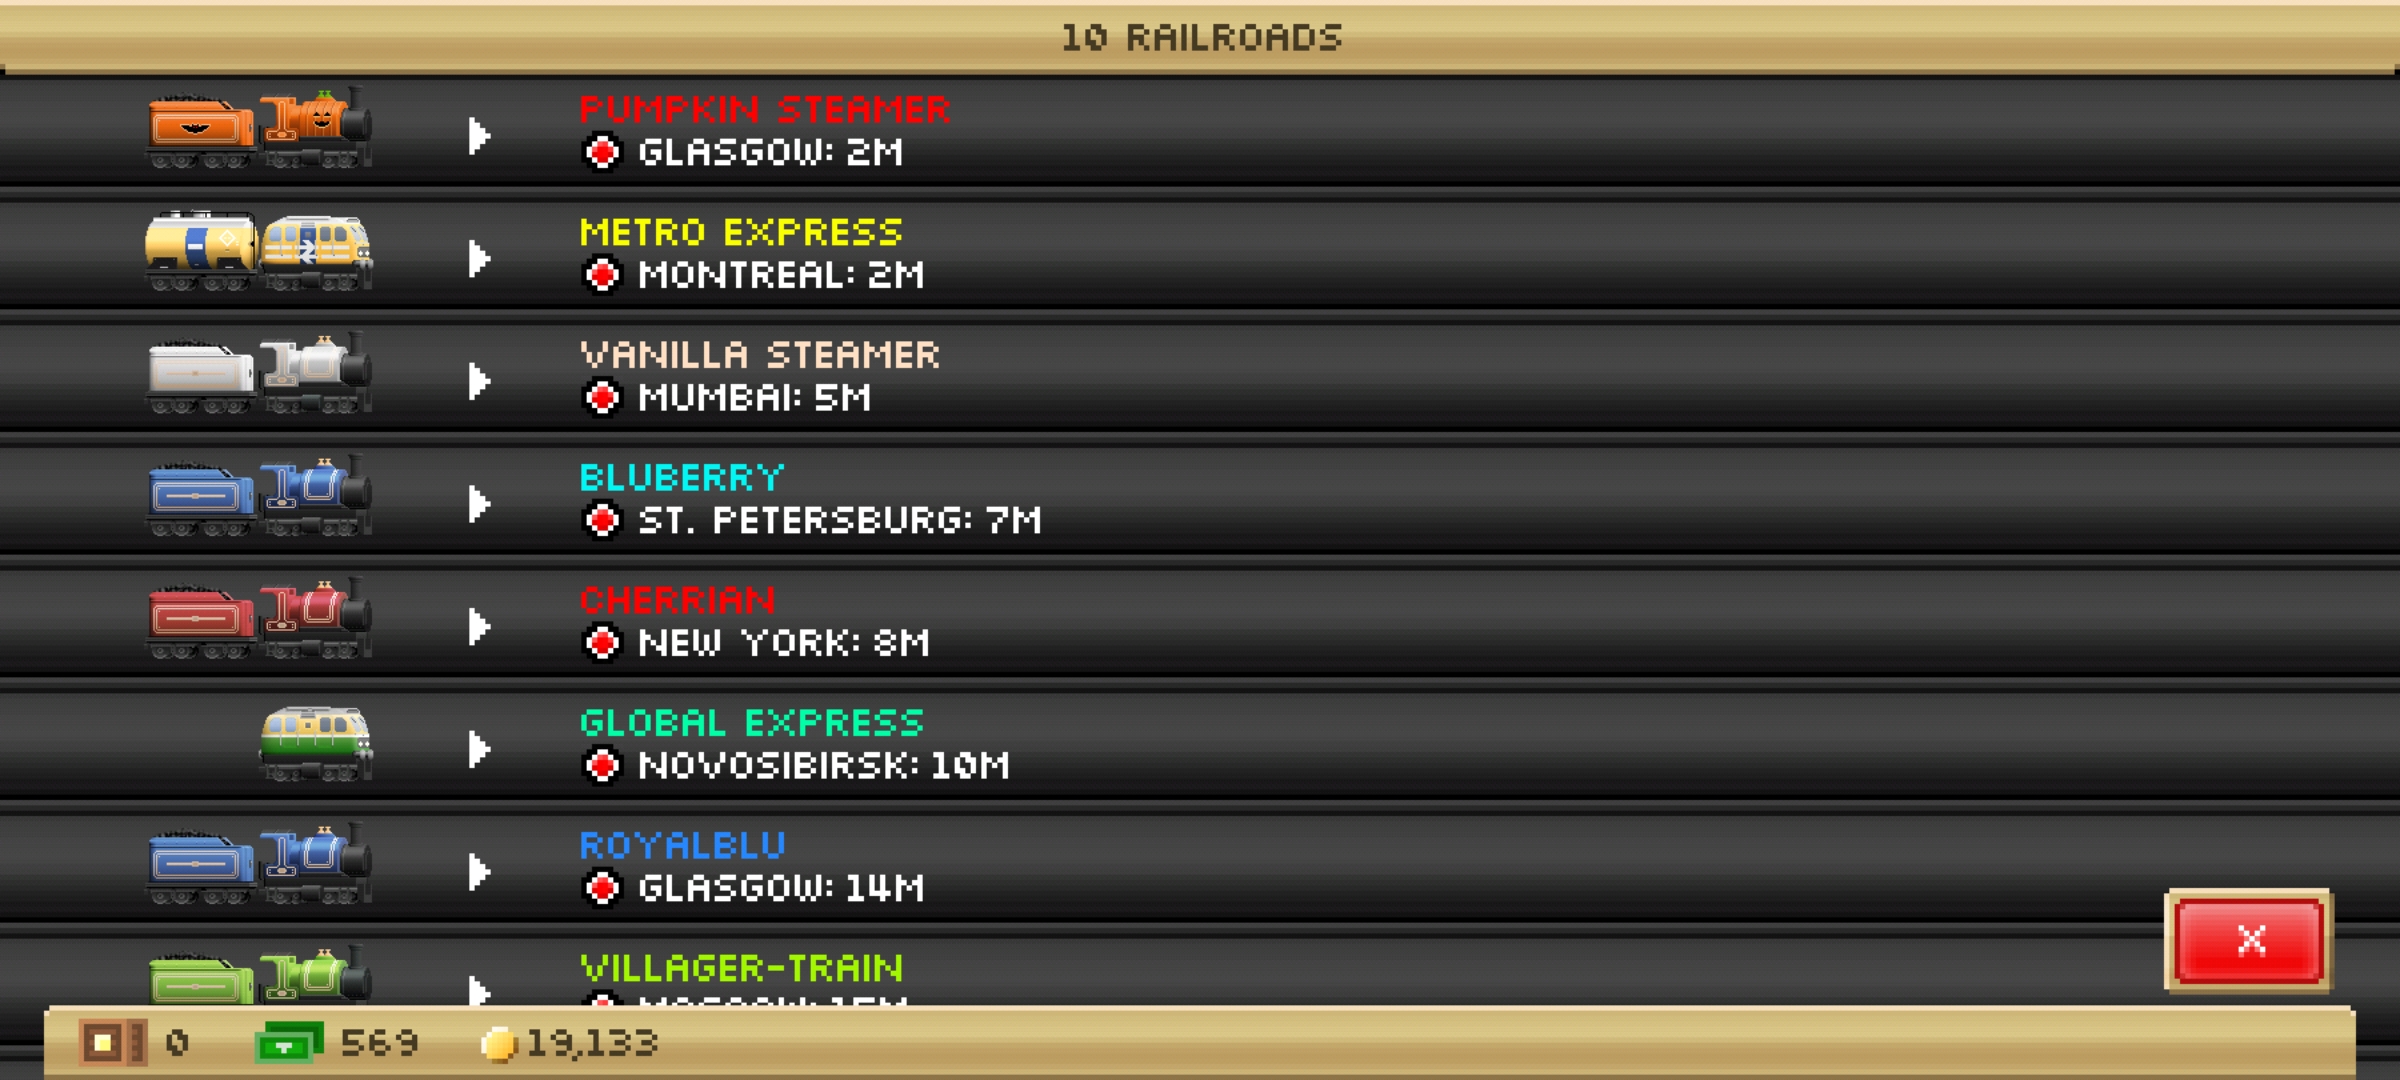 10 RAILROADS
PUMPKIN STEAMER
GLASGOW: 2M
METRO EXPRESS
MONTREAL: 2M
VANILLA STEAMER
MUMBAI: 5M
BLUBERRY
ST. PETERSBURG: 7M
CHERRIAN
NEW YORK: 8M
GLOBAL EXPRESS
NOVOSIBIRSK: 10M
ROYALBLU
GLASGOW: 14M
VILLAGER-TRAIN
X
0 569 19,133